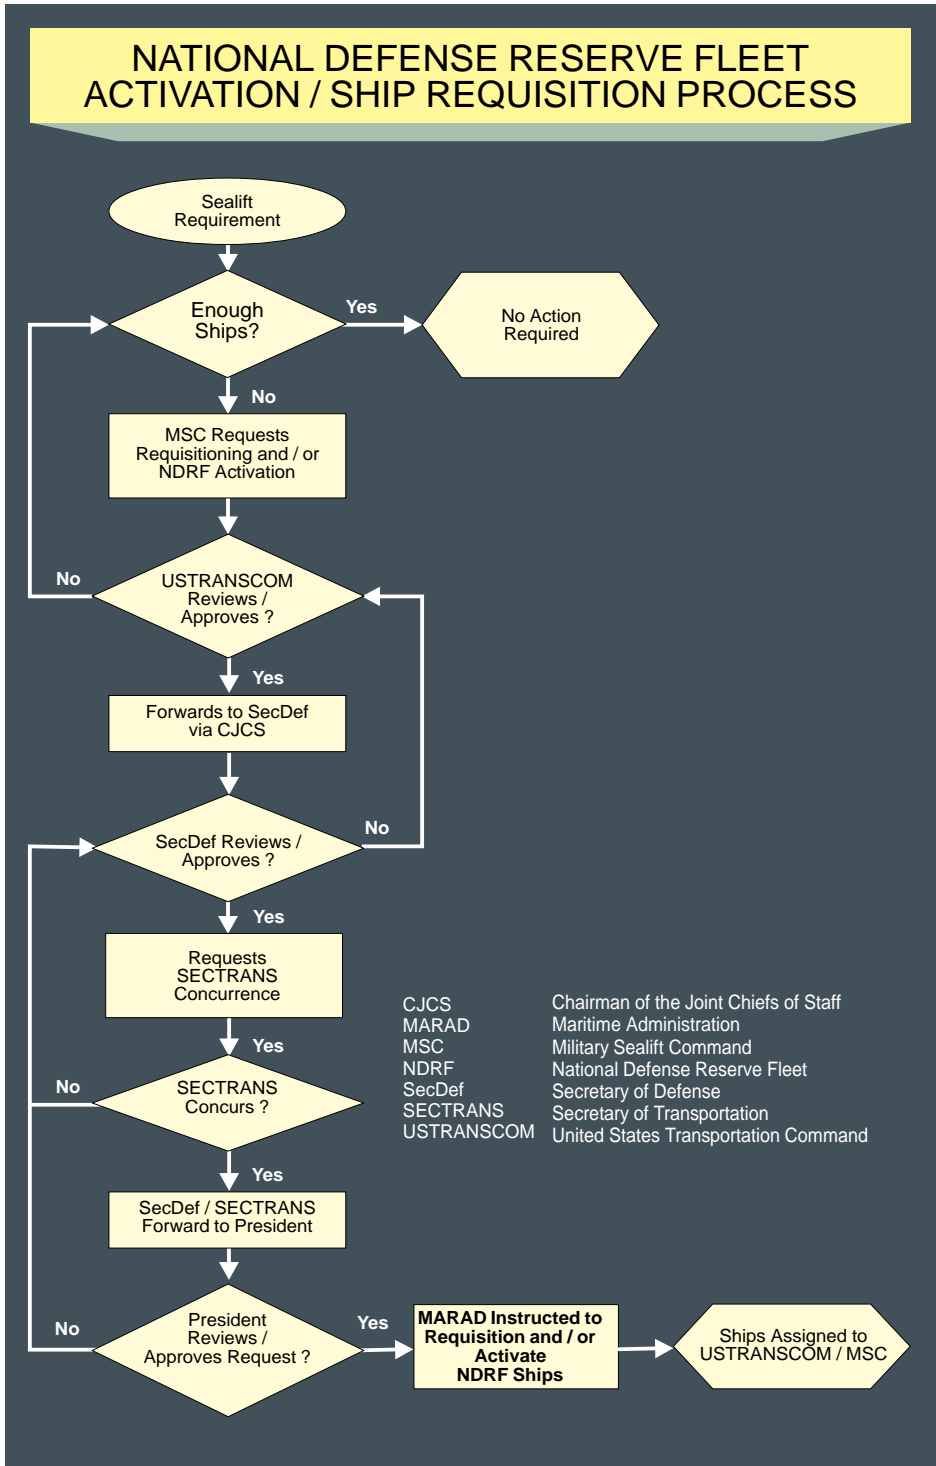 NATIONAL DEFENSE RESERVE FLEET
ACTIVATION / SHIP REQUISITION PROCESS
Sealift
Requirement
Enough
Ships?
Yes
No Action
Required
No
MSC Requests
Requisitioning and / or
NDRF Activation
No
USTRANSCOM
Reviews /
Approves ?
Yes
Forwards to SecDef
via CJCS
SecDef Reviews /
Approves ?
No
Yes
Requests
SECTRANS
Concurrence
Yes
No
SECTRANS
Concurs ?
CJCS Chairman of the Joint Chiefs of Staff
MARAD Maritime Administration
MSC Military Sealift Command
NDRF National Defense Reserve Fleet
SecDef Secretary of Defense
SECTRANS Secretary of Transportation
USTRANSCOM United States Transportation Command
Yes
SecDef / SECTRANS
Forward to President
No
President
Reviews /
Approves Request ?
Yes
MARAD Instructed to
Requisition and / or
Activate
NDRF Ships
Ships Assigned to
USTRANSCOM / MSC